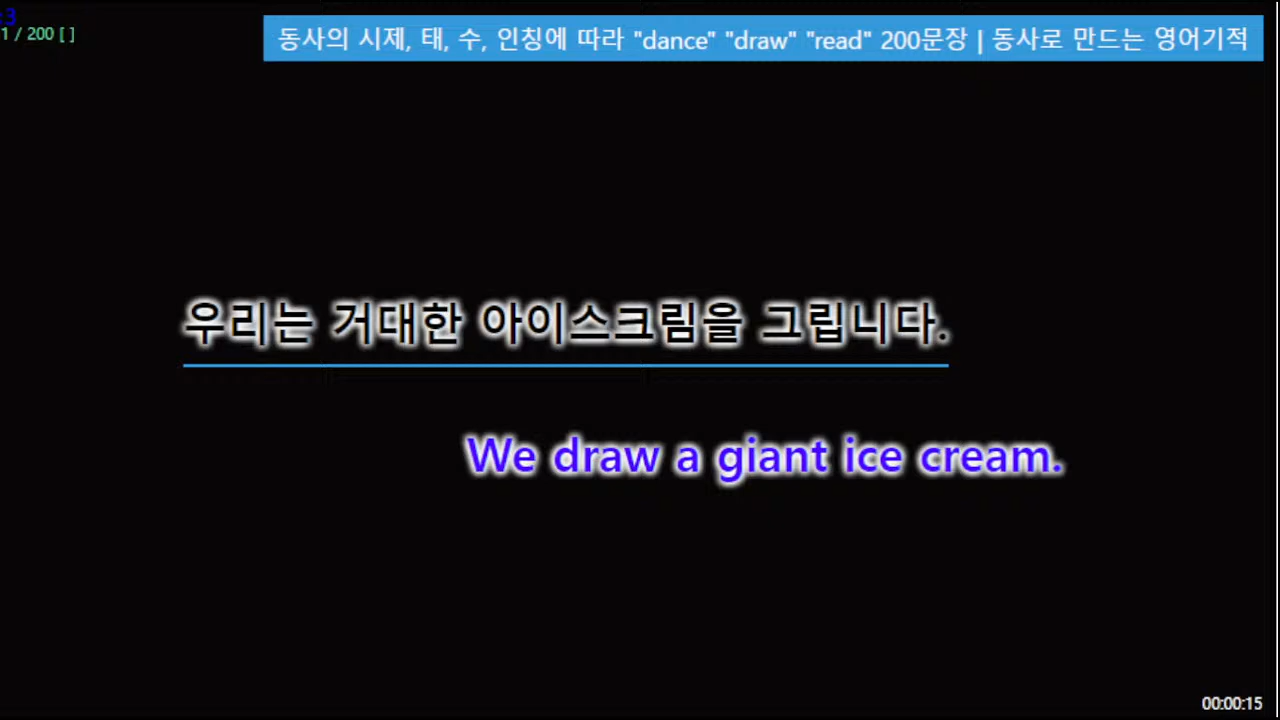 :3
1 / 200 [ ]
동사의 시제, 태, 수, 인칭에 따라 "dance" "draw" "read" 200문장 | 동사로 만드는 영어기적
우리는 거대한 아이스크림을 그립니다.
We draw a giant ice cream.
00:00:15